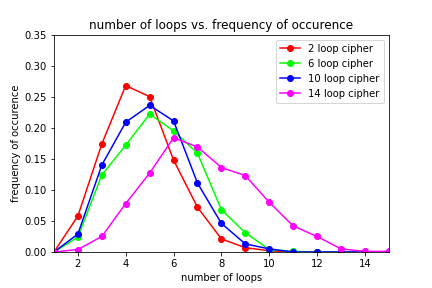 number of loops vs. frequency of occurence
0.35
0.30
0.25
0.20
0.15
0.10
0.05
0.00
frequency of occurence
2 loop cipher
6 loop cipher
10 loop cipher
14 loop cipher
2 4 6 8 10 12 14
number of loops